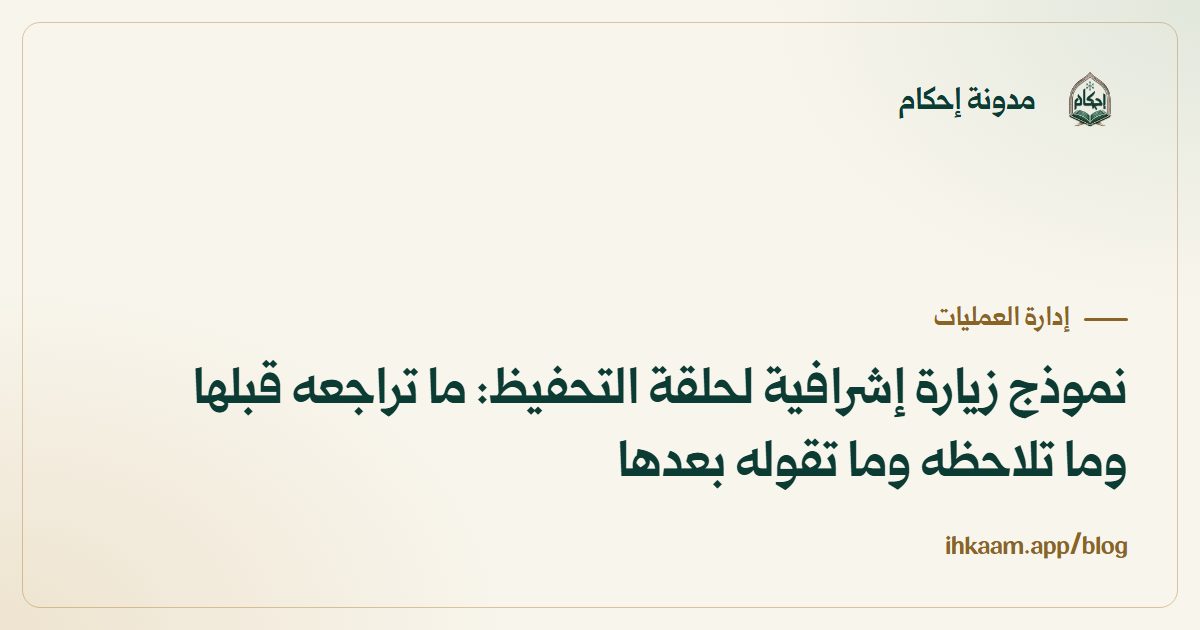 إحكام
مدونة إحكام
إدارة العمليات
نموذج زيارة إشرافية لحلقة التحفيظ: ما تراجعه قبلها
وما تلاحظه وما تقوله بعدها
ihkaam.app/blog